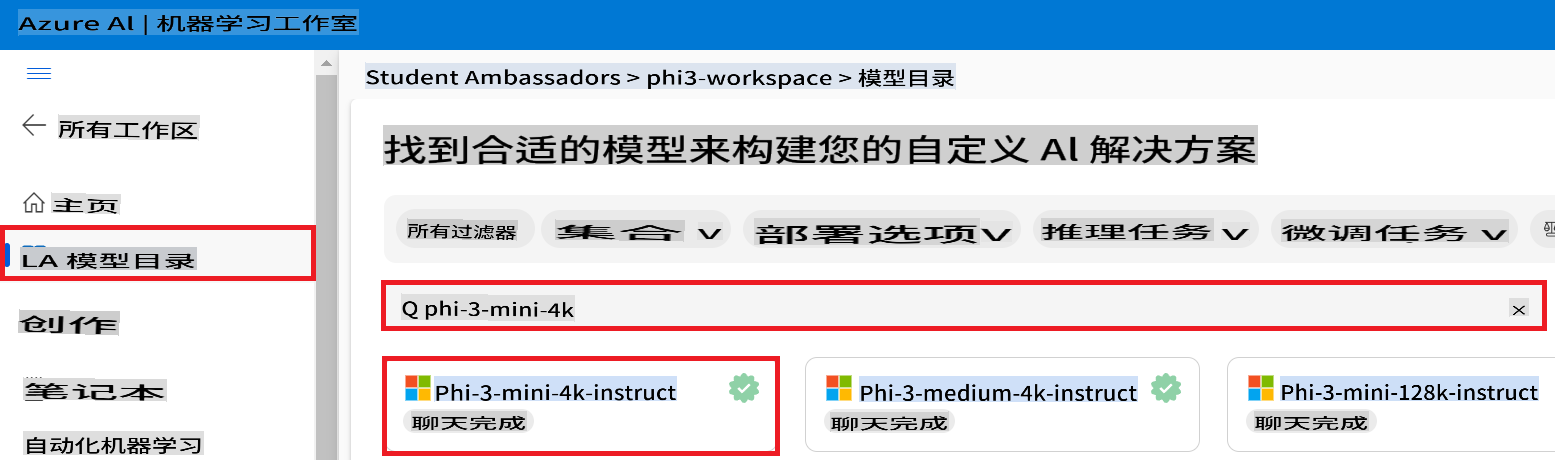 Azure Al | 机器学习工作室
Student Ambassadors > phi3-workspace > 模型目录
所有工作区
主页
LA 模型目录
创作
笔记本
自动化机器学习
找到合适的模型来构建您的自定义 Al 解决方案
所有过滤器 集合 部署选项 推理任务 微调任务
Q phi-3-mini-4k ×
Phi-3-mini-4k-instruct
聊天完成
Phi-3-medium-4k-instruct
聊天完成
Phi-3-mini-128k-instruct
聊天完成